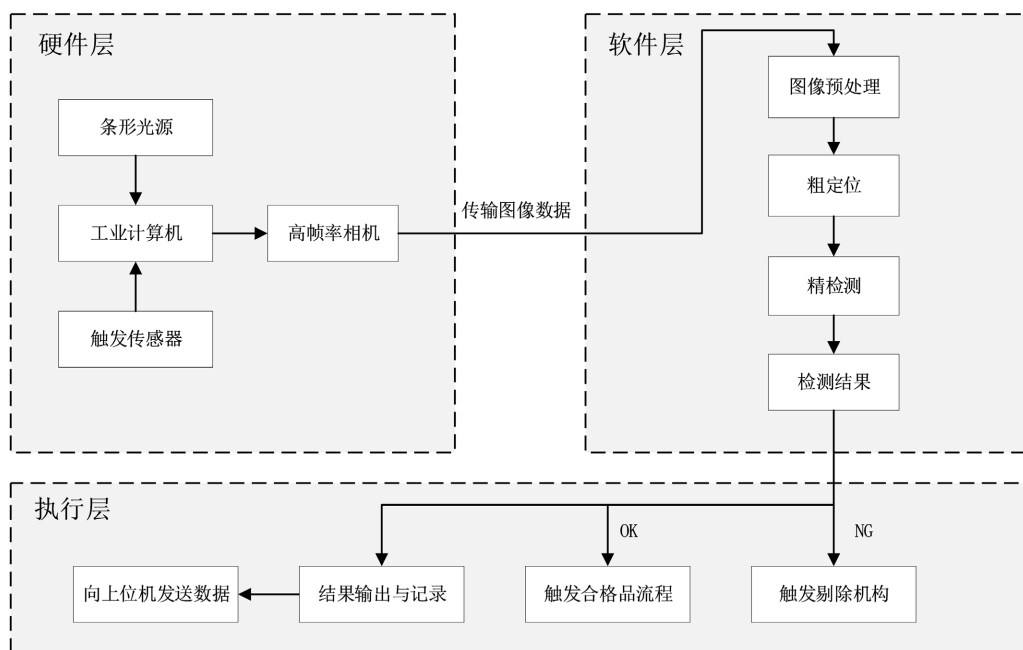 硬件层
条形光源
工业计算机
高帧率相机
触发传感器
传输图像数据
软件层
图像预处理
粗定位
精检测
检测结果
执行层
OK
NG
向上位机发送数据
结果输出与记录
触发合格品流程
触发剔除机构